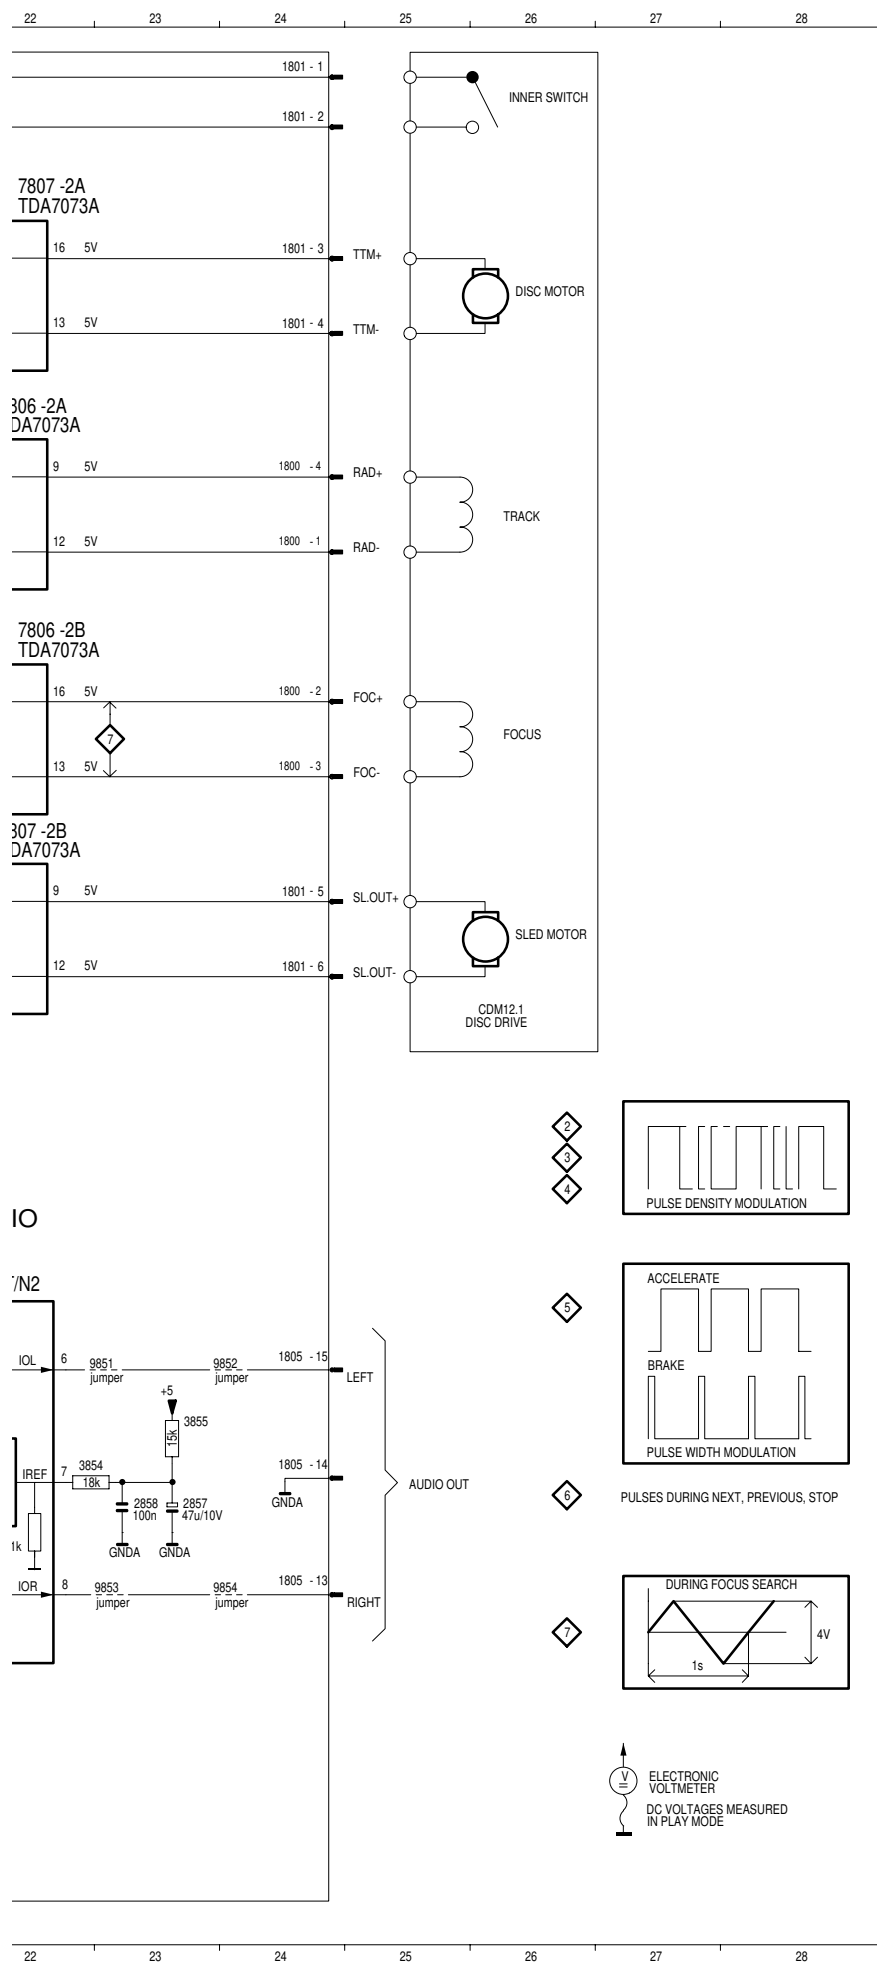 22 23 24 25 26 27 28
1801 - 1
INNER SWITCH
1801 - 2
7807 -2A
TDA7073A
16 5V 1801 - 3 TTM+
DISC MOTOR
13 5V 1801 - 4 TTM-
306 -2A
DA7073A
9 5V 1800 - 4 RAD+
TRACK
12 5V 1800 - 1 RAD-
7806 -2B
TDA7073A
16 5V 1800 - 2 FOC+
7
FOCUS
13 5V 1800 - 3 FOC-
307 -2B
DA7073A
9 5V 1801 - 5 SL.OUT+
SLED MOTOR
12 5V 1801 - 6 SL.OUT-
CDM12.1
DISC DRIVE
2
3
4
PULSE DENSITY MODULATION
IO
/N2
5
ACCELERATE
BRAKE
PULSE WIDTH MODULATION
IOL 6 9851 9852 1805 - 15
jumper jumper LEFT
+5
3855
15k
IREF 7 3854 1805 - 14
18k
GNDA
AUDIO OUT
2858
100n
2857
47u/10V
1k
GNDA GNDA
6 PULSES DURING NEXT, PREVIOUS, STOP
IOR 8 9853 9854 1805 - 13
jumper jumper RIGHT
7
DURING FOCUS SEARCH
4V
1s
V
ELECTRONIC
VOLTMETER
DC VOLTAGES MEASURED
IN PLAY MODE
22 23 24 25 26 27 28